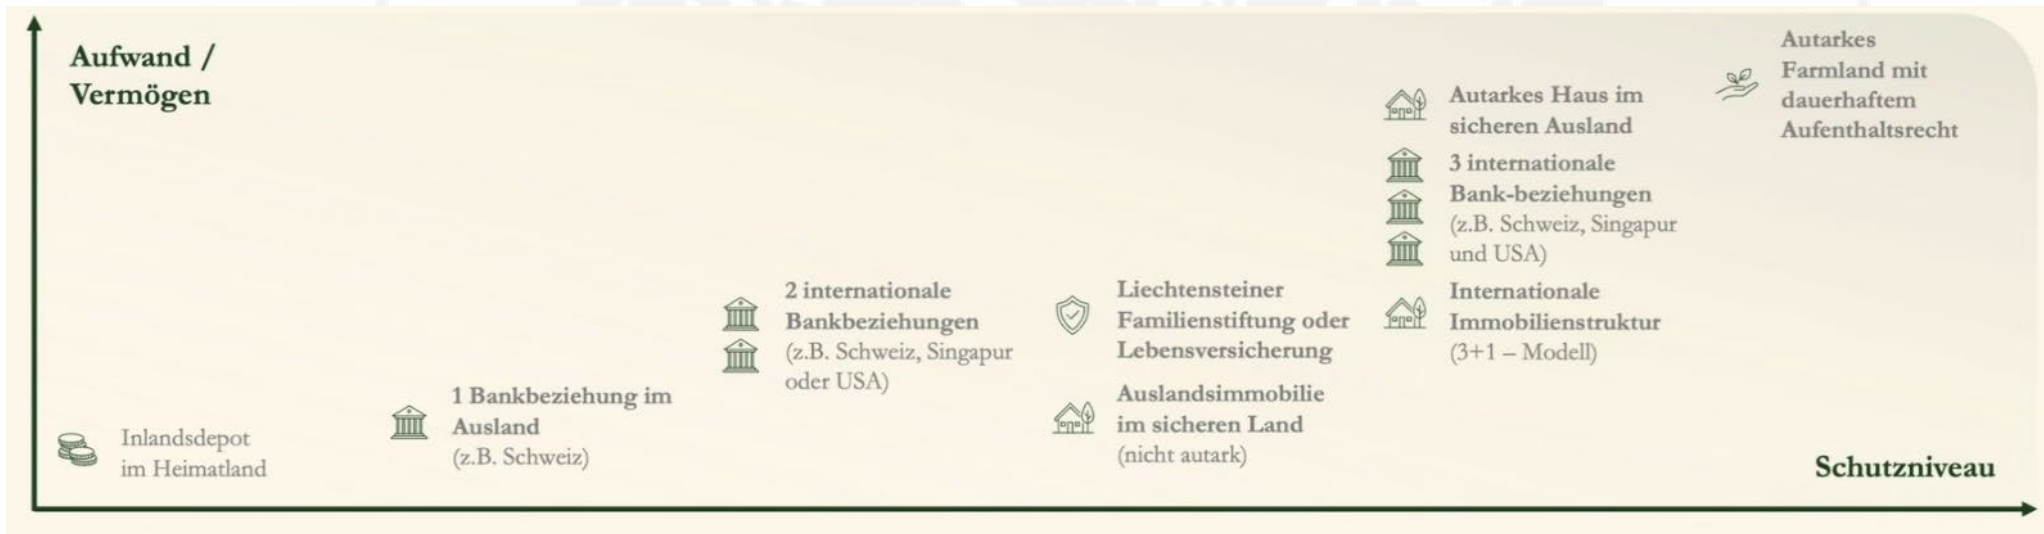 Aufwand /
Vermögen
Inlandsdepot
im Heimatland
1 Bankbeziehung im
Ausland
(z.B. Schweiz)
2 internationale
Bankbeziehungen
(z.B. Schweiz, Singapur
oder USA)
Liechtensteiner
Familienstiftung oder
Lebensversicherung
Auslandsimmobilie
im sicheren Land
(nicht autark)
Autarkes Haus im
sicheren Ausland
3 internationale
Bank-beziehungen
(z.B. Schweiz, Singapur
und USA)
Internationale
Immobilienstruktur
(3+1 – Modell)
Autarkes
Farmland mit
dauerhaftem
Aufenthaltsrecht
Schutzniveau